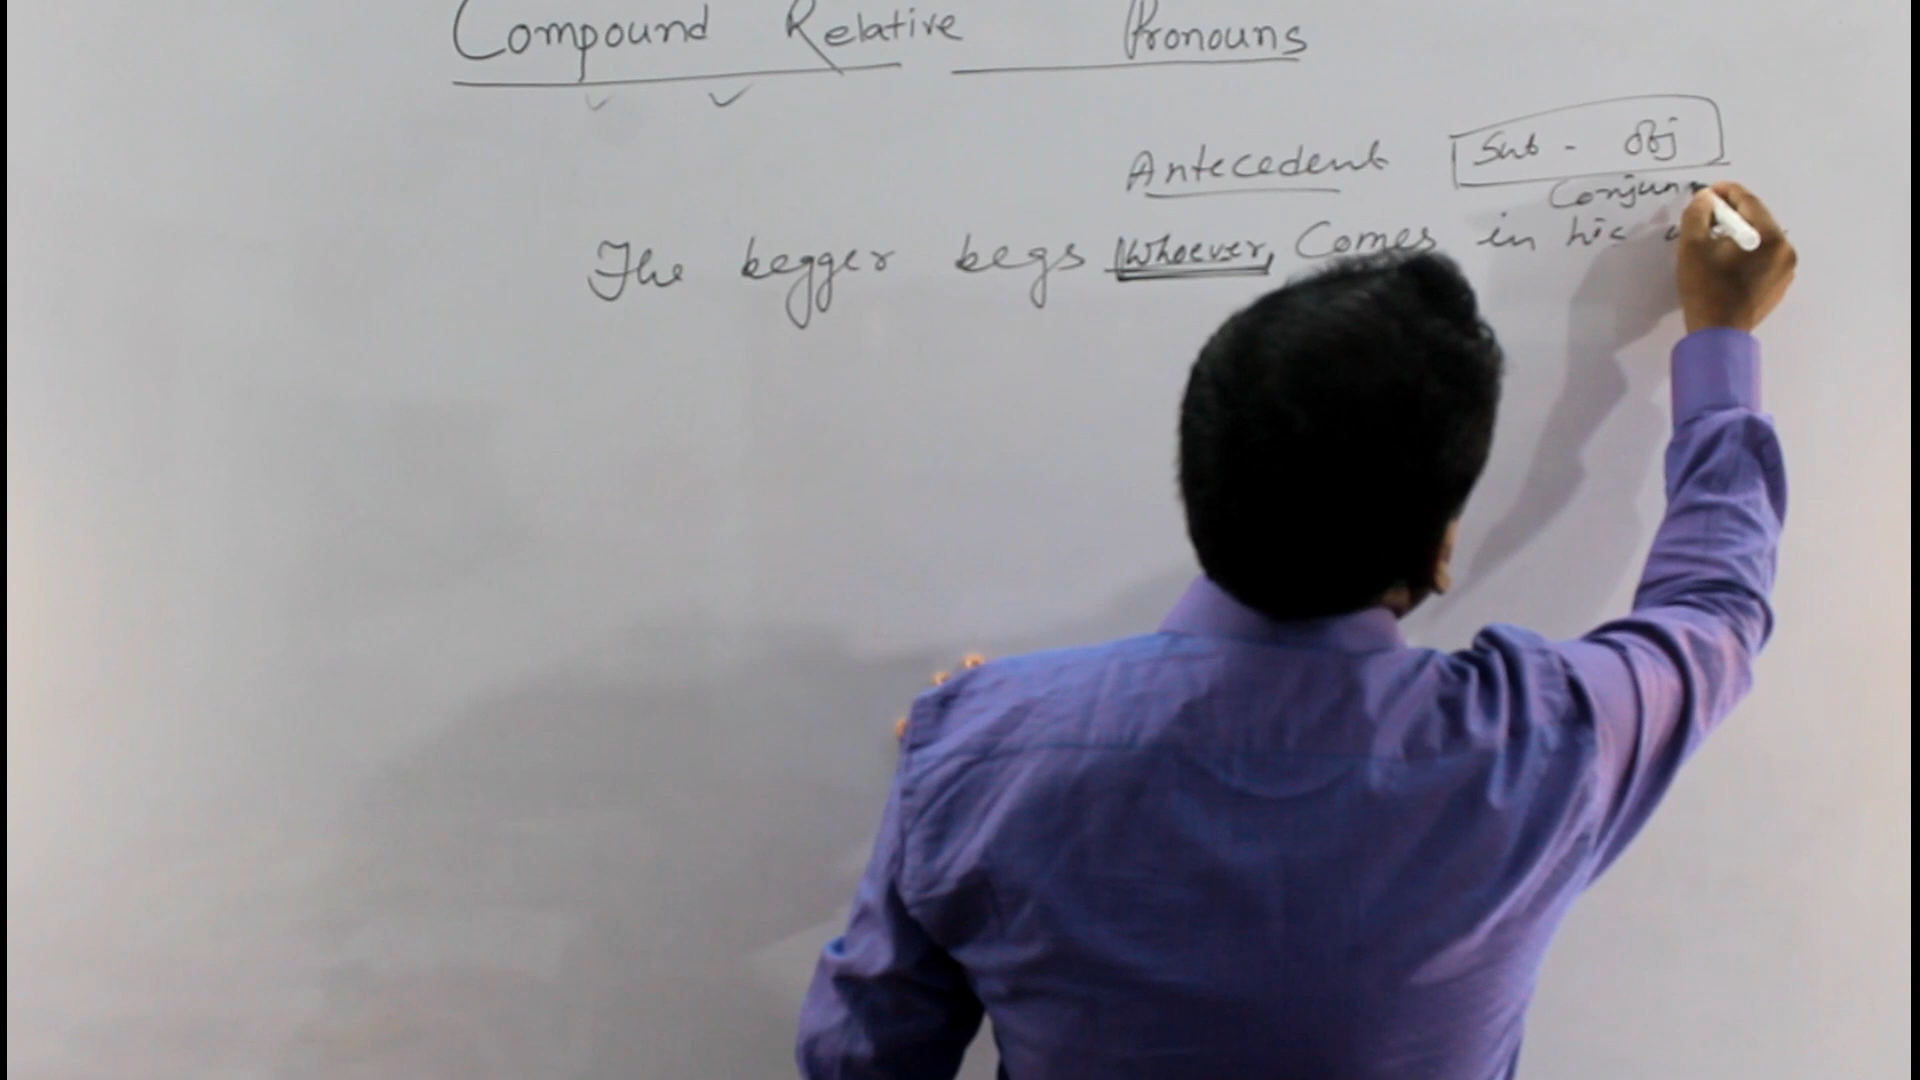 Compound Relative Pronouns
Antecedent Sub - Obj
Conjun
The begger begs Whoever, Comes in his